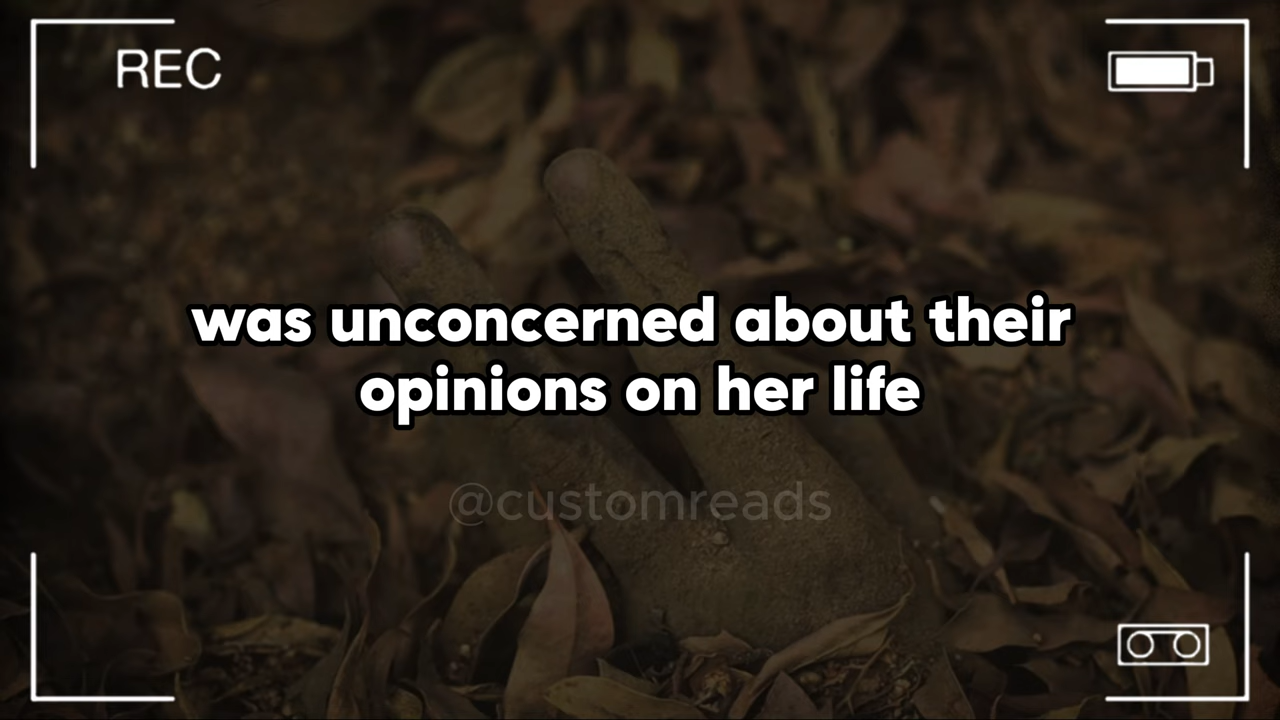 REC
was unconcerned about their
opinions on her life
@customreads